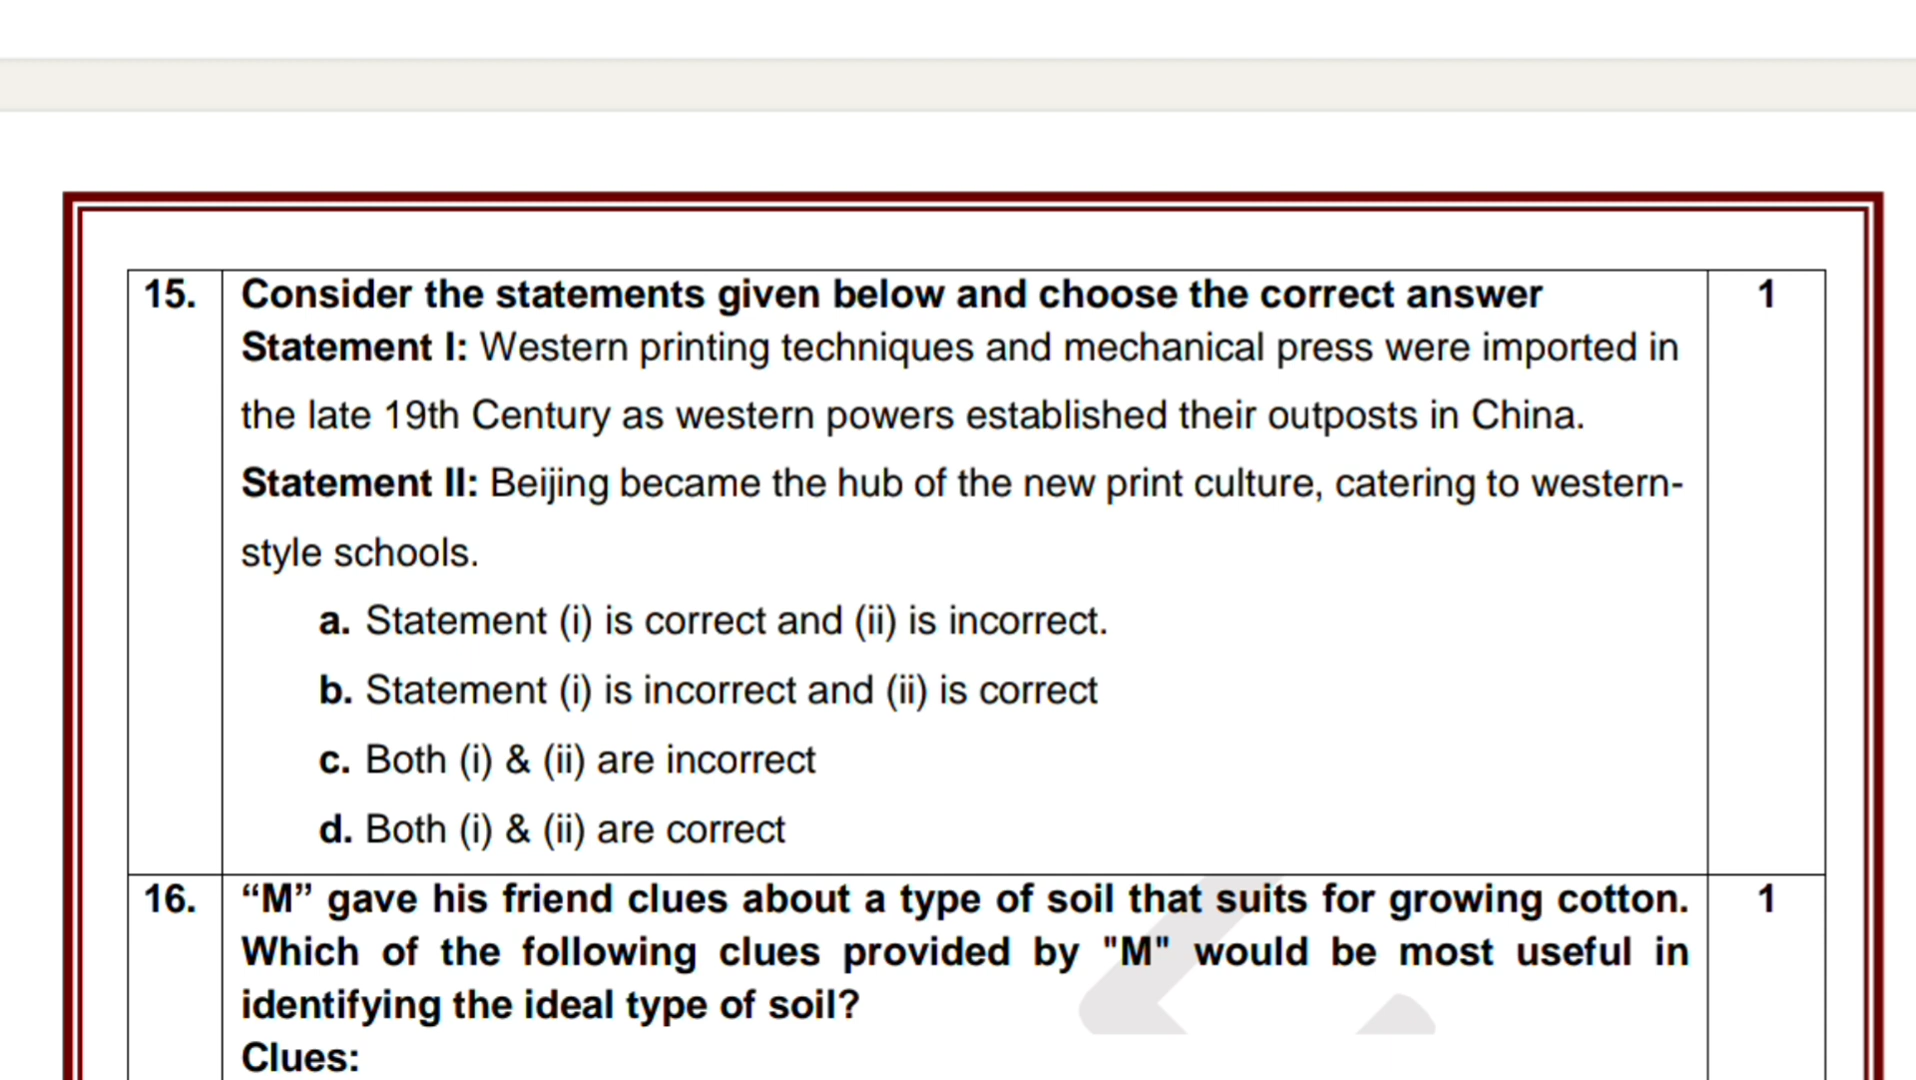 15. Consider the statements given below and choose the correct answer 1
Statement I: Western printing techniques and mechanical press were imported in
the late 19th Century as western powers established their outposts in China.
Statement II: Beijing became the hub of the new print culture, catering to western-
style schools.
a. Statement (i) is correct and (ii) is incorrect.
b. Statement (i) is incorrect and (ii) is correct
c. Both (i) & (ii) are incorrect
d. Both (i) & (ii) are correct
16. “M” gave his friend clues about a type of soil that suits for growing cotton. 1
Which of the following clues provided by "M" would be most useful in
identifying the ideal type of soil?
Clues: